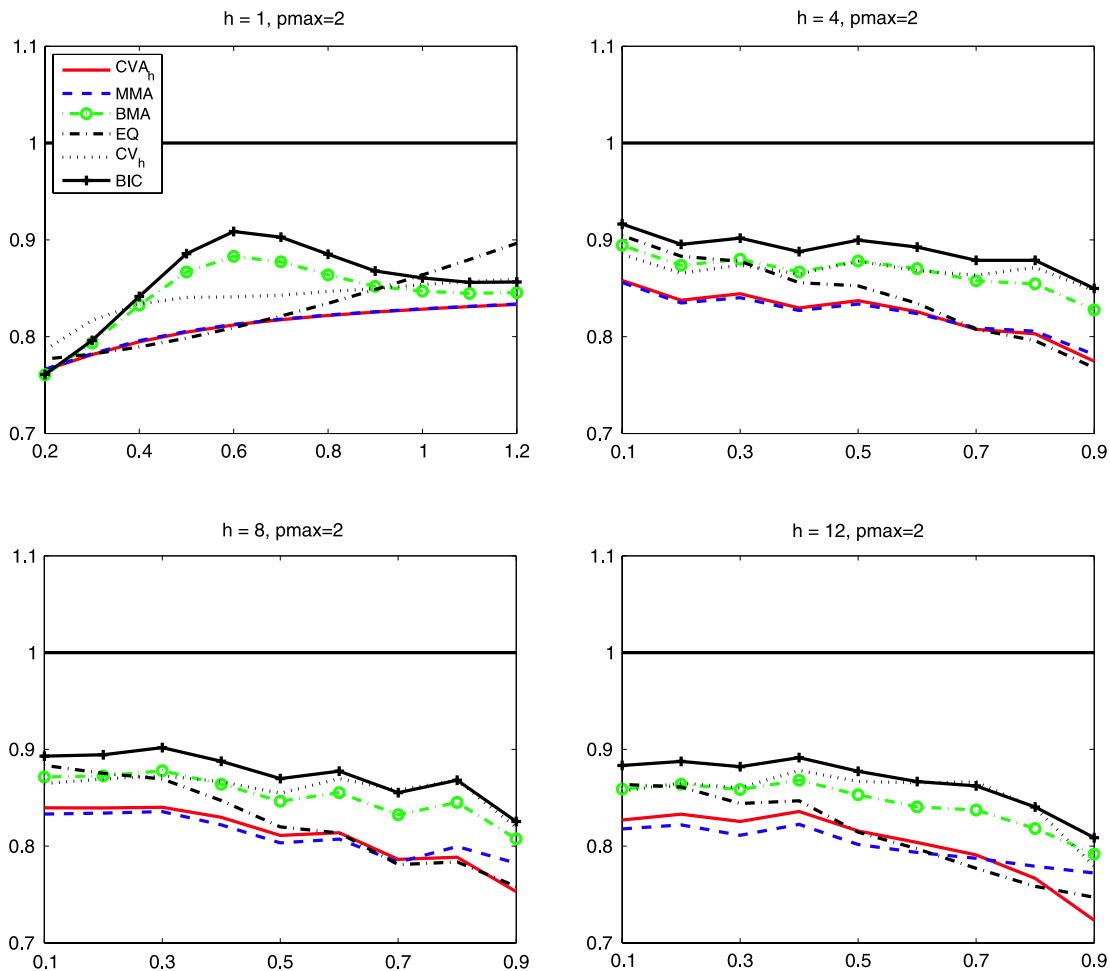 h = 1, pmax=2
1.1
1
0.9
0.8
0.7
CVA_h
MMA
BMA
EQ
CV_h
BIC
0.2 0.4 0.6 0.8 1 1.2
h = 4, pmax=2
1.1
1
0.9
0.8
0.7
0.1 0.3 0.5 0.7 0.9
h = 8, pmax=2
1.1
1
0.9
0.8
0.7
0.1 0.3 0.5 0.7 0.9
h = 12, pmax=2
1.1
1
0.9
0.8
0.7
0.1 0.3 0.5 0.7 0.9